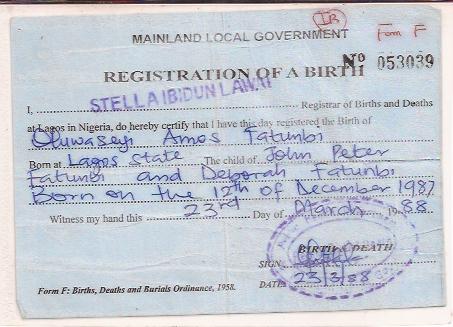 IR
Form F
MAINLAND LOCAL GOVERNMENT
No 053039
REGISTRATION OF A BIRTH
STELLA IBIDUN LAWAL
I, Registrar of Births and Deaths
at Lagos in Nigeria, do hereby certify that I have this day registered the Birth of
Oluwaseyi Amos Fatunbi
Born at Lagos State The child of John Peter
Fatunbi and Deborah Fatunbi
Born on the 12th of December 1987
Witness my hand this 23rd Day of March 1988
BIRTH DEATH
SIGN
DATE 23/3/88
Form F: Births, Deaths and Burials Ordinance, 1958.